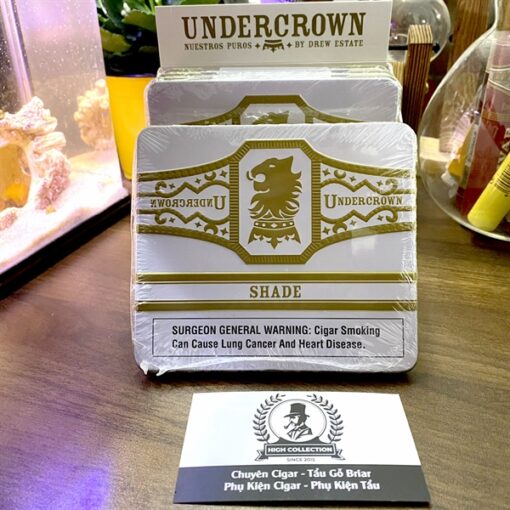 UNDERCROWN
NUESTROS PUROS BY DREW ESTATE
UNDERCROWN U
UNDERCROWN
SHADE
SURGEON GENERAL WARNING: Cigar Smoking
Can Cause Lung Cancer And Heart Disease.
HIGH COLLECTION
SINCE 2015
Chuyên Cigar - Tẩu Gỗ Briar
Phụ Kiện Cigar - Phụ Kiện Tẩu